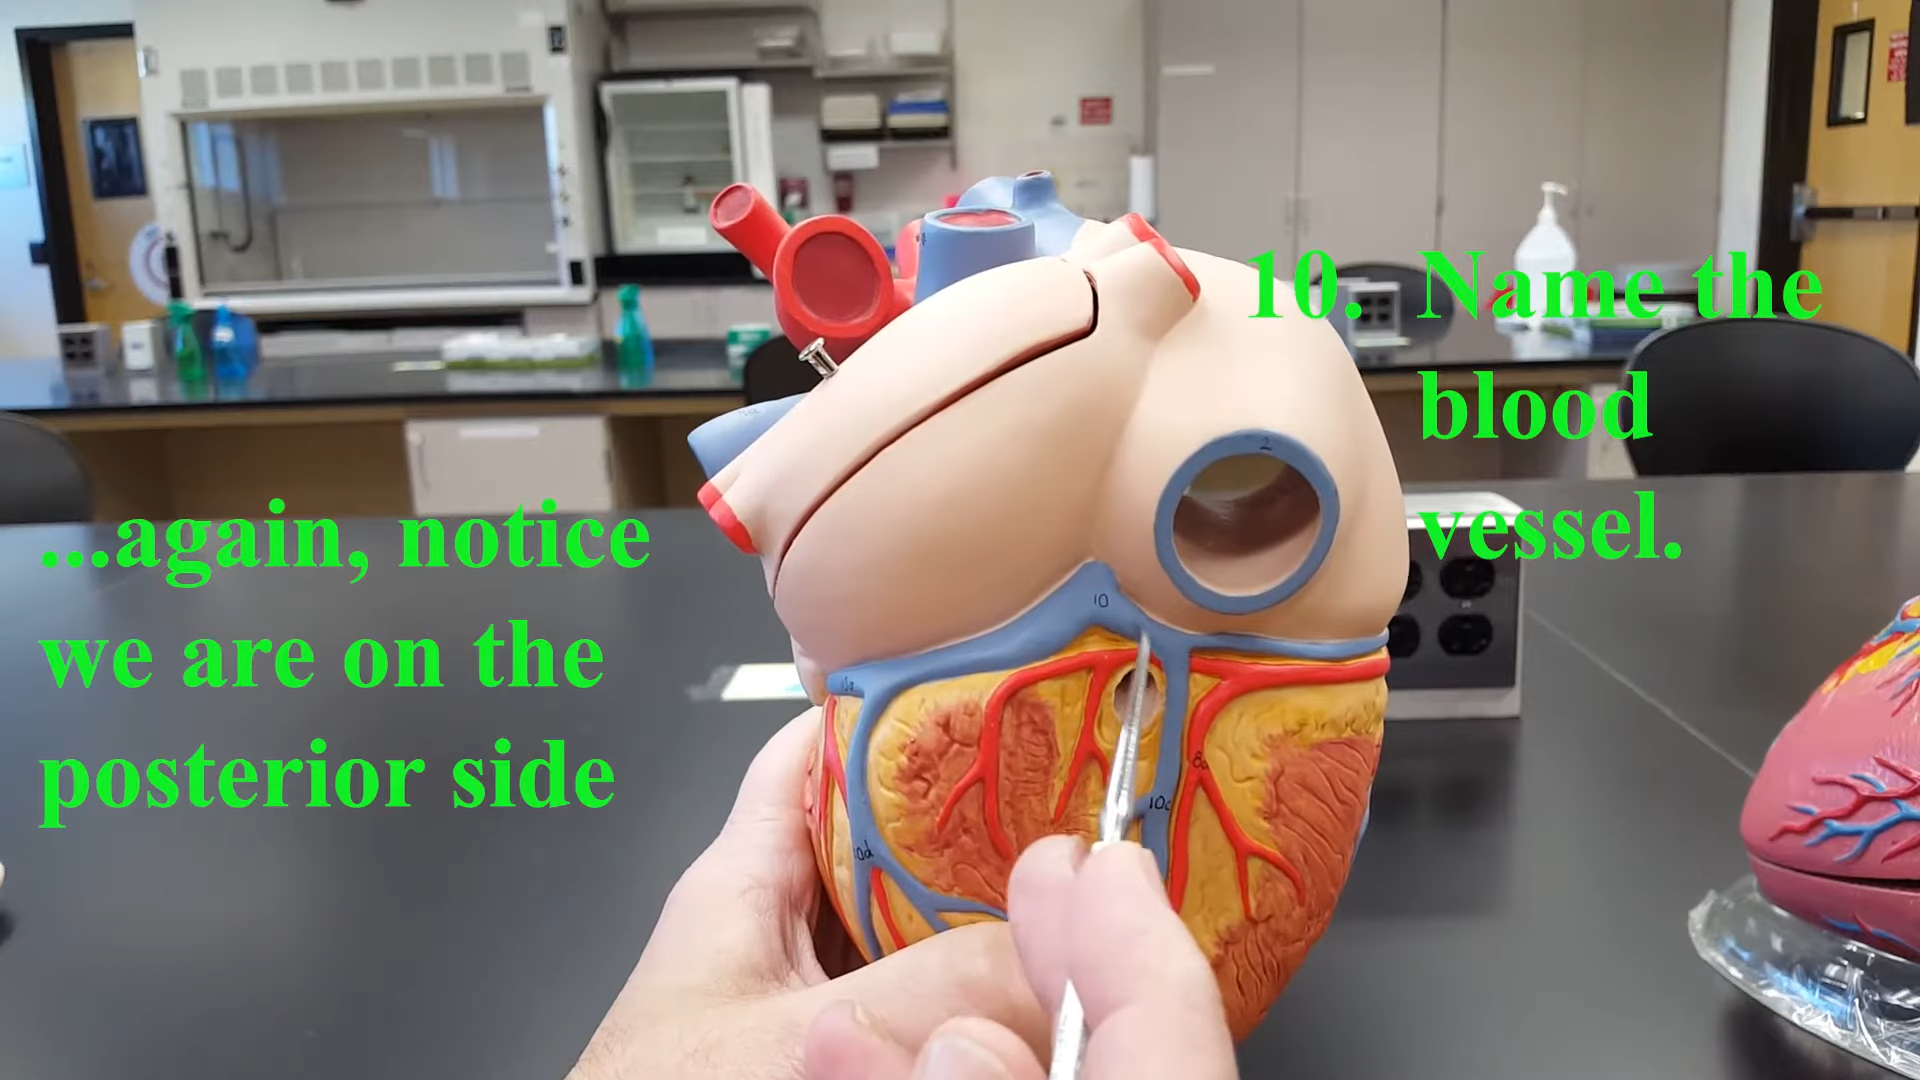 10. Name the
blood
vessel.
...again, notice
we are on the
posterior side
2
10
10a
8a
10c
10d